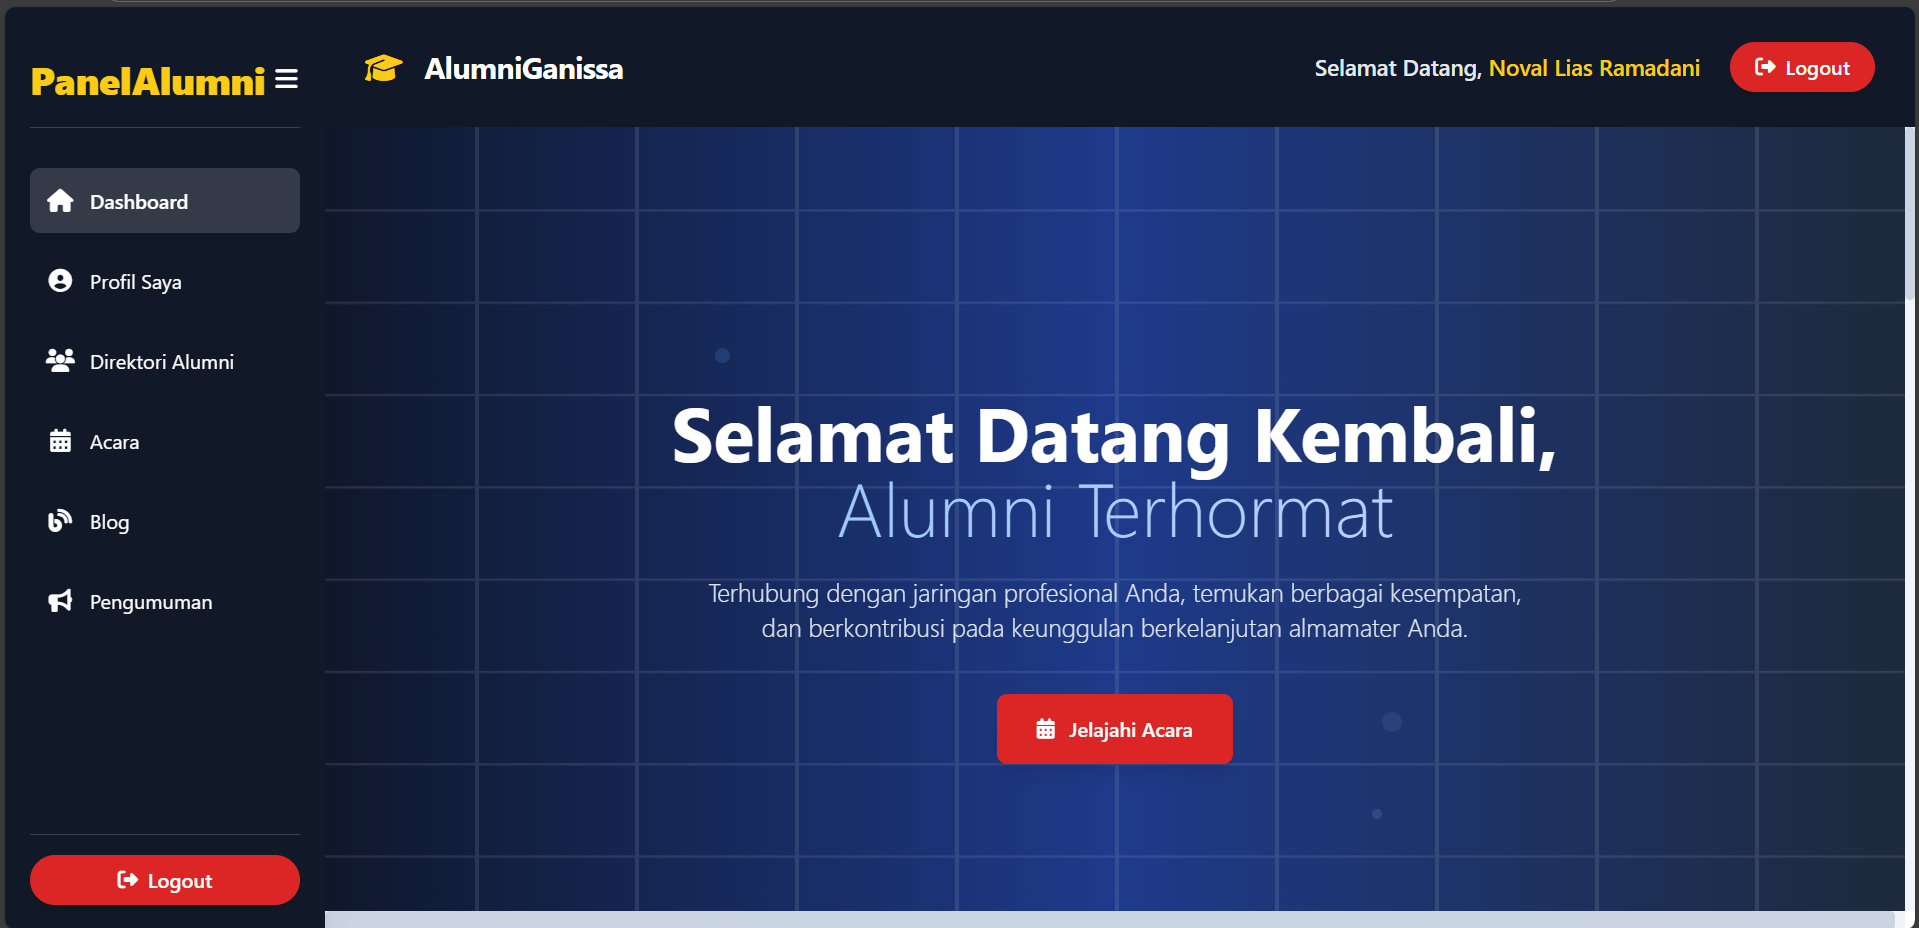 PanelAlumni
Dashboard
Profil Saya
Direktori Alumni
Acara
Blog
Pengumuman
Logout
AlumniGanissa
Selamat Datang, Noval Lias Ramadani
Logout
Selamat Datang Kembali,
Alumni Terhormat
Terhubung dengan jaringan profesional Anda, temukan berbagai kesempatan,
dan berkontribusi pada keunggulan berkelanjutan almamater Anda.
Jelajahi Acara